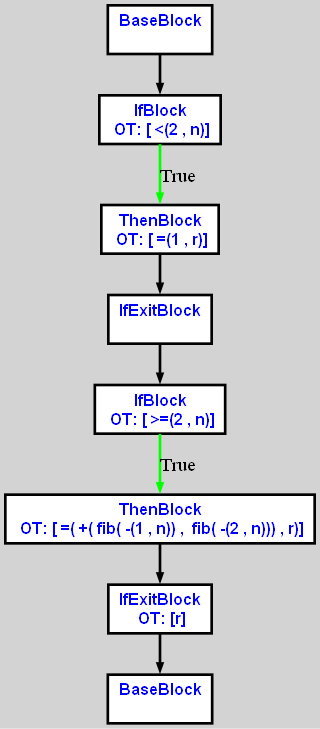 BaseBlock
IfBlock
OT: [ <(2 , n)]
True
ThenBlock
OT: [ =(1 , r)]
IfExitBlock
IfBlock
OT: [ >=(2 , n)]
True
ThenBlock
OT: [ =( +( fib( -(1 , n)) , fib( -(2 , n))) , r)]
IfExitBlock
OT: [r]
BaseBlock